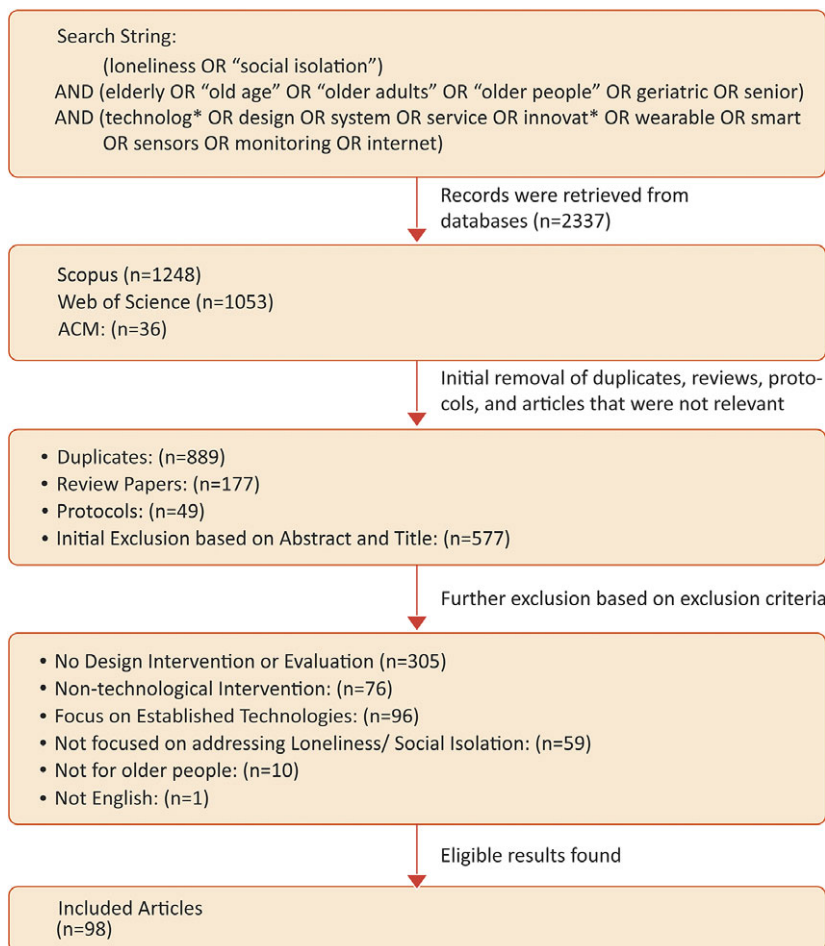 Search String:
(loneliness OR “social isolation”)
AND (elderly OR “old age” OR “older adults” OR “older people” OR geriatric OR senior)
AND (technolog* OR design OR system OR service OR innovat* OR wearable OR smart
OR sensors OR monitoring OR internet)
Records were retrieved from
databases (n=2337)
Scopus (n=1248)
Web of Science (n=1053)
ACM: (n=36)
Initial removal of duplicates, reviews, proto-
cols, and articles that were not relevant
• Duplicates: (n=889)
• Review Papers: (n=177)
• Protocols: (n=49)
• Initial Exclusion based on Abstract and Title: (n=577)
Further exclusion based on exclusion criteria
• No Design Intervention or Evaluation (n=305)
• Non-technological Intervention: (n=76)
• Focus on Established Technologies: (n=96)
• Not focused on addressing Loneliness/ Social Isolation: (n=59)
• Not for older people: (n=10)
• Not English: (n=1)
Eligible results found
Included Articles
(n=98)